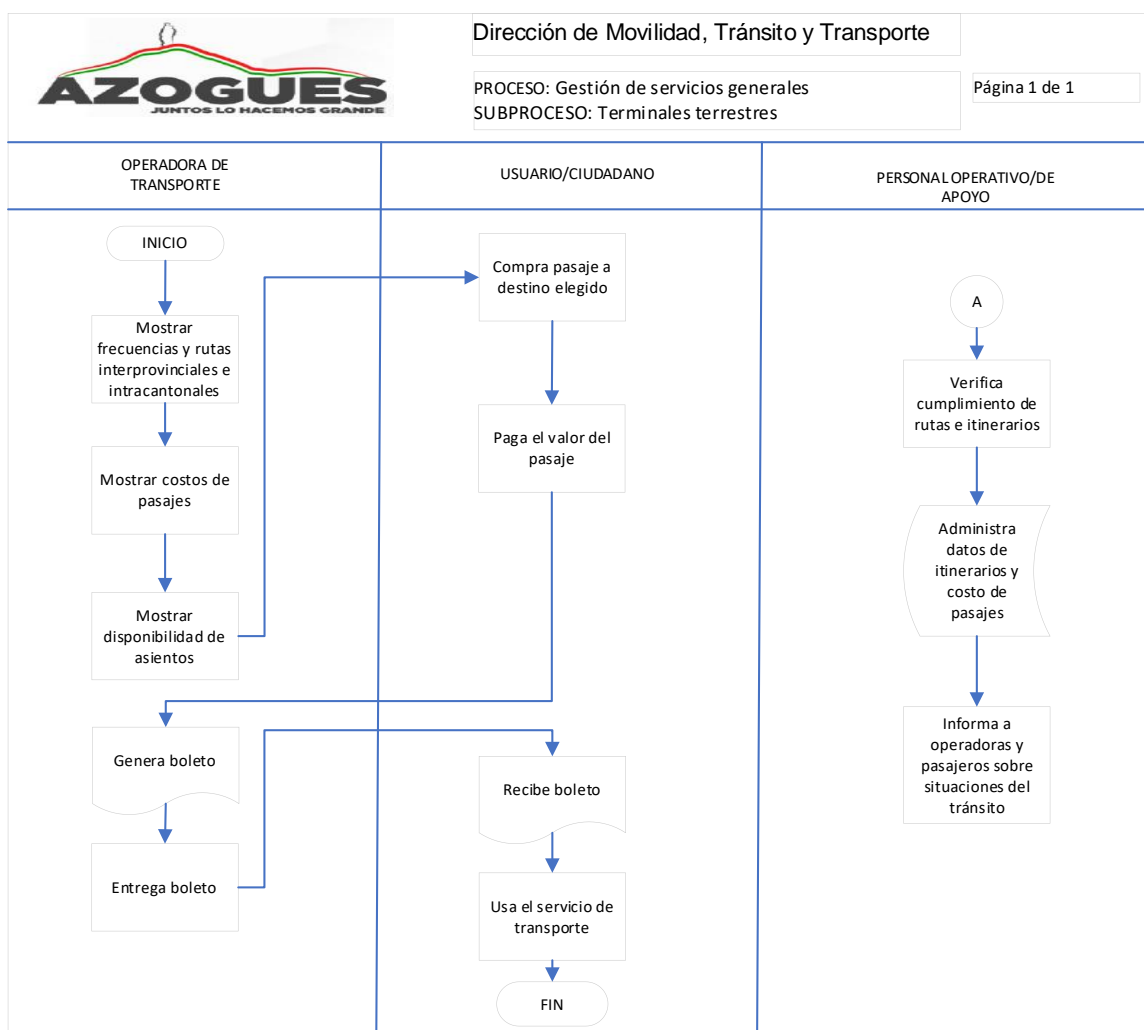 AZOGUES
JUNTOS LO HACEMOS GRANDE
Dirección de Movilidad, Tránsito y Transporte
PROCESO: Gestión de servicios generales
SUBPROCESO: Terminales terrestres
Página 1 de 1
OPERADORA DE
TRANSPORTE
USUARIO/CIUDADANO
PERSONAL OPERATIVO/DE
APOYO
INICIO
Mostrar
frecuencias y rutas
interprovinciales e
intracantonales
Mostrar costos de
pasajes
Mostrar
disponibilidad de
asientos
Genera boleto
Entrega boleto
Compra pasaje a
destino elegido
Paga el valor del
pasaje
Recibe boleto
Usa el servicio de
transporte
FIN
A
Verifica
cumplimiento de
rutas e itinerarios
Administra
datos de
itinerarios y
costo de
pasajes
Informa a
operadoras y
pasajeros sobre
situaciones del
tránsito